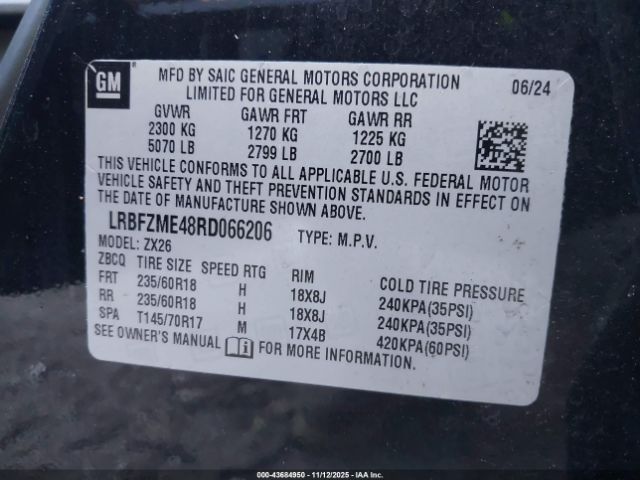 GM
MFD BY SAIC GENERAL MOTORS CORPORATION 06/24
LIMITED FOR GENERAL MOTORS LLC
GVWR GAWR FRT GAWR RR
2300 KG 1270 KG 1225 KG
5070 LB 2799 LB 2700 LB
THIS VEHICLE CONFORMS TO ALL APPLICABLE U.S. FEDERAL MOTOR
VEHICLE SAFETY AND THEFT PREVENTION STANDARDS IN EFFECT ON
THE DATE OF MANUFACTURE SHOWN ABOVE.
LRBFZME48RD066206 TYPE: M.P.V.
MODEL: ZX26
ZBCQ TIRE SIZE SPEED RTG RIM COLD TIRE PRESSURE
FRT 235/60R18 H 18X8J 240KPA(35PSI)
RR 235/60R18 H 18X8J 240KPA(35PSI)
SPA T145/70R17 M 17X4B 420KPA(60PSI)
SEE OWNER'S MANUAL i FOR MORE INFORMATION.
000-43684950 - 11/12/2025 - IAA Inc.